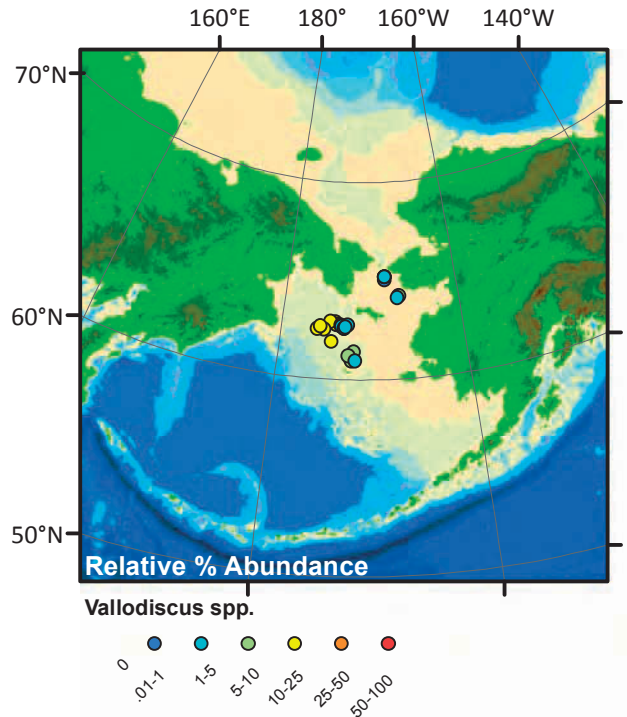 160°E 180° 160°W 140°W
70°N
60°N
50°N
Relative % Abundance
Vallodiscus spp.
0 .01-1 1-5 5-10 10-25 25-50 50-100